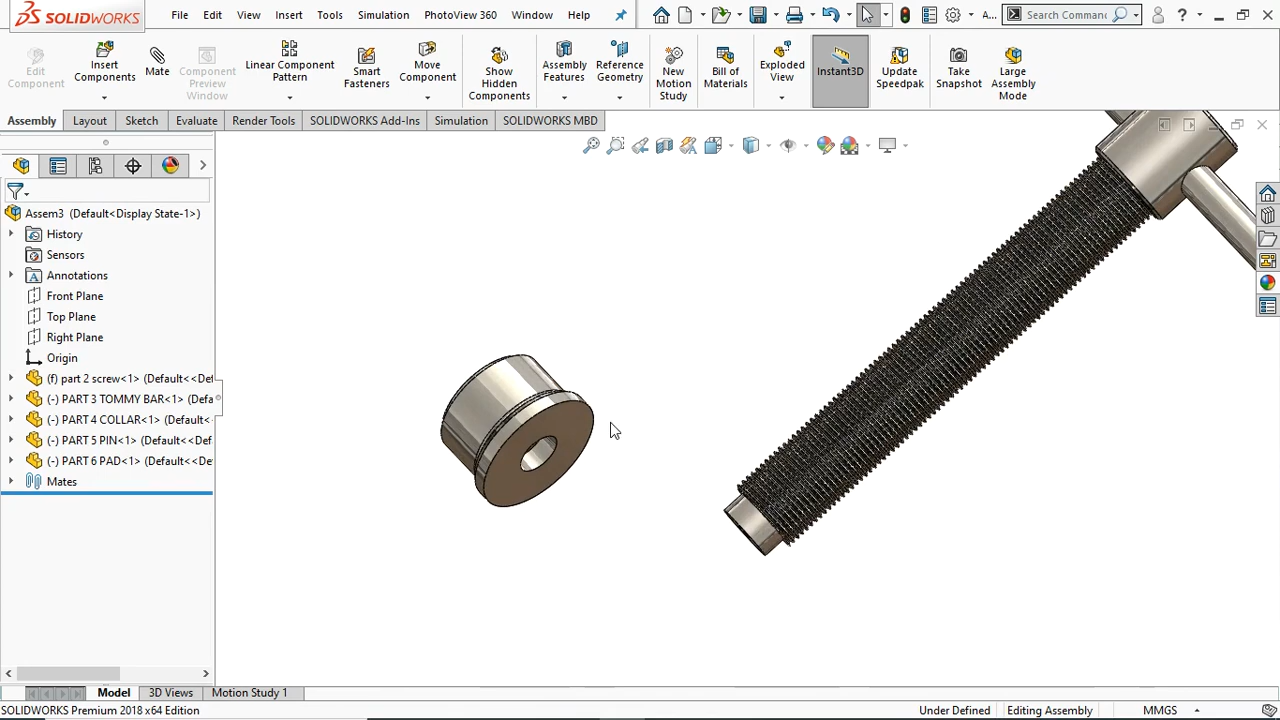 SOLIDWORKS
File Edit View Insert Tools Simulation PhotoView 360 Window Help
A...
Search Commanc
?
Edit Component
Insert Components
Mate
Component Preview Window
Linear Component Pattern
Smart Fasteners
Move Component
Show Hidden Components
Assembly Features
Reference Geometry
New Motion Study
Bill of Materials
Exploded View
Instant3D
Update Speedpak
Take Snapshot
Large Assembly Mode
Assembly Layout Sketch Evaluate Render Tools SOLIDWORKS Add-Ins Simulation SOLIDWORKS MBD
Assem3 (Default<Display State-1>)
History
Sensors
Annotations
Front Plane
Top Plane
Right Plane
Origin
(f) part 2 screw<1> (Default<<Def
(-) PART 3 TOMMY BAR<1> (Defa
(-) PART 4 COLLAR<1> (Default<
(-) PART 5 PIN<1> (Default<<Def
(-) PART 6 PAD<1> (Default<<De
Mates
Model 3D Views Motion Study 1
SOLIDWORKS Premium 2018 x64 Edition
Under Defined Editing Assembly MMGS